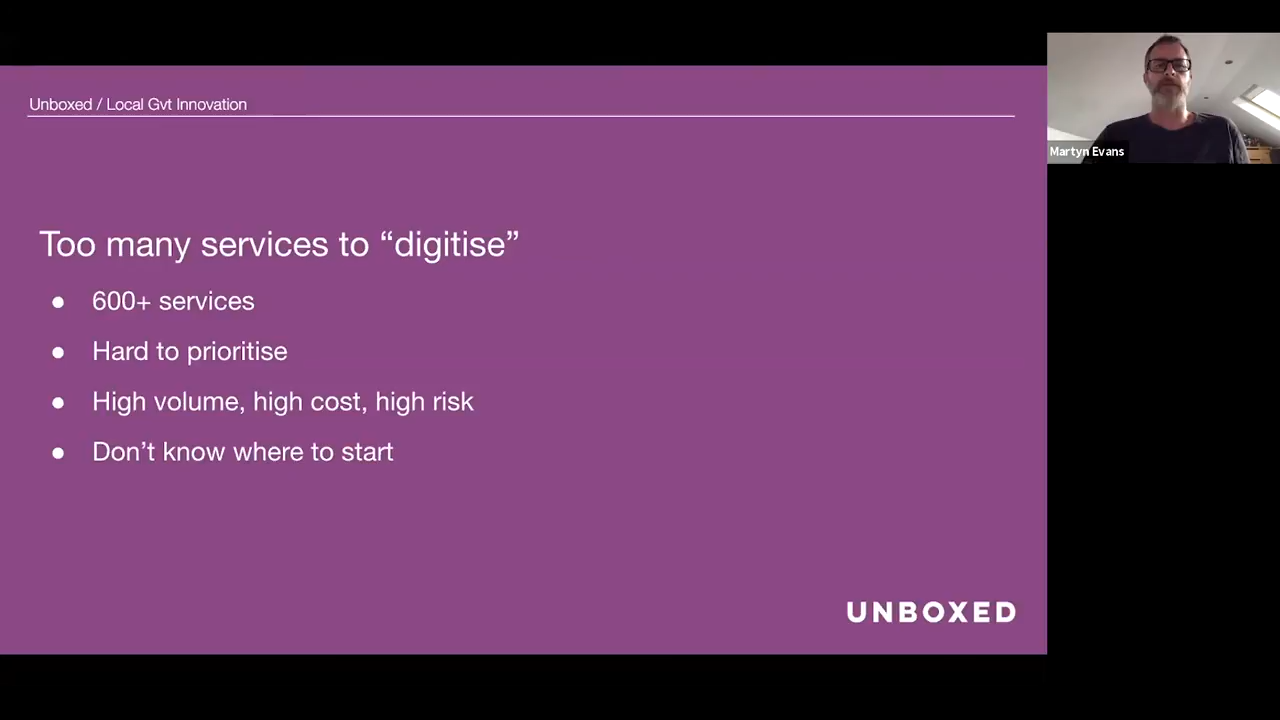 Unboxed / Local Gvt Innovation
Too many services to “digitise”
● 600+ services
● Hard to prioritise
● High volume, high cost, high risk
● Don’t know where to start
UNBOXED
Martyn Evans